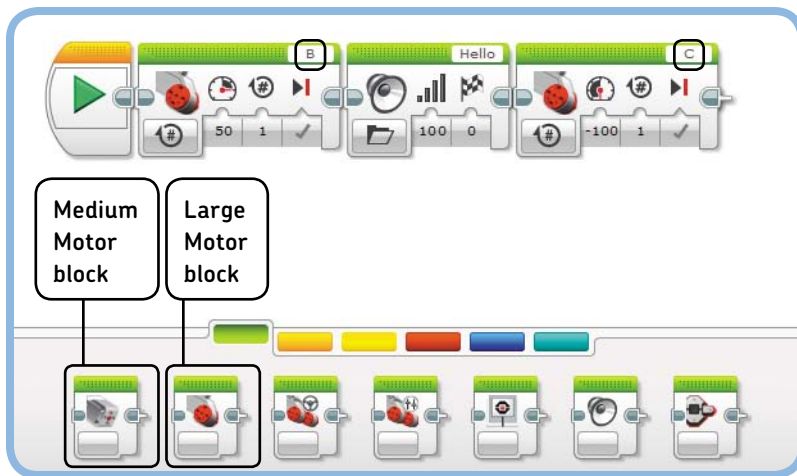 B
Hello
C
#
#
#
50
1
#
100
0
#
-100
1
Medium
Motor
block
Large
Motor
block